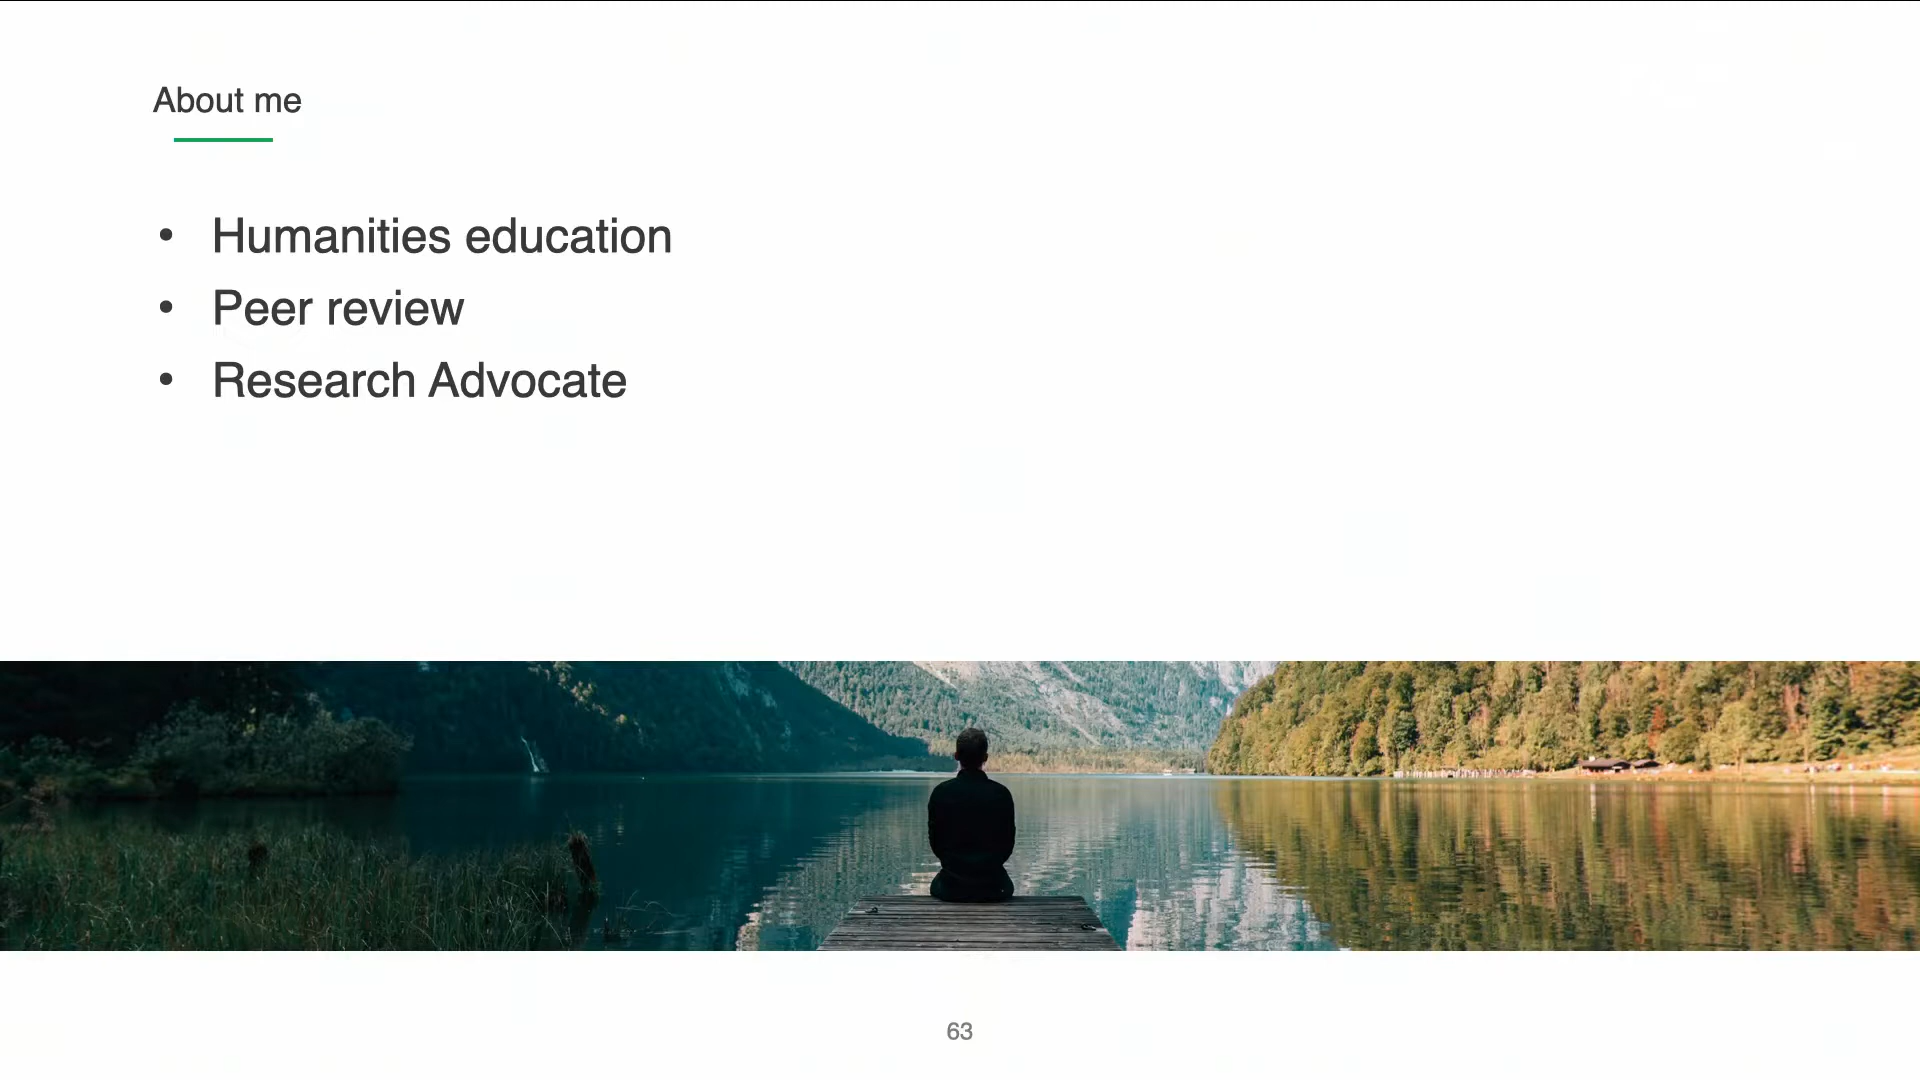 About me
• Humanities education
• Peer review
• Research Advocate
63